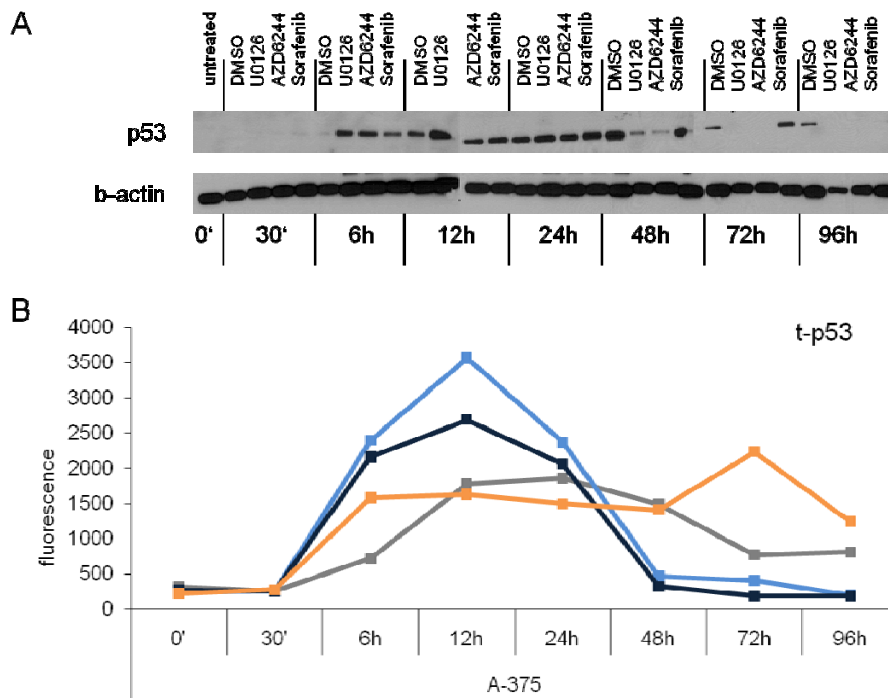 A
untreated DMSO U0126 AZD6244 Sorafenib DMSO U0126 AZD6244 Sorafenib DMSO U0126 AZD6244 Sorafenib DMSO U0126 AZD6244 Sorafenib DMSO U0126 AZD6244 Sorafenib DMSO U0126 AZD6244 Sorafenib DMSO U0126 AZD6244 Sorafenib
p53
b-actin
0' 30' 6h 12h 24h 48h 72h 96h
B
t-p53
fluorescence
4000
3500
3000
2500
2000
1500
1000
500
0
0' 30' 6h 12h 24h 48h 72h 96h
A-375